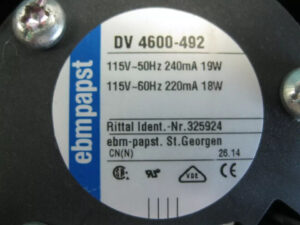 ebmpapst
DV 4600-492
115V~50Hz 240mA 19W
115V~60Hz 220mA 18W
Rittal Ident.-Nr.325924
ebm-papst. St.Georgen
CN(N) 26.14
VDE